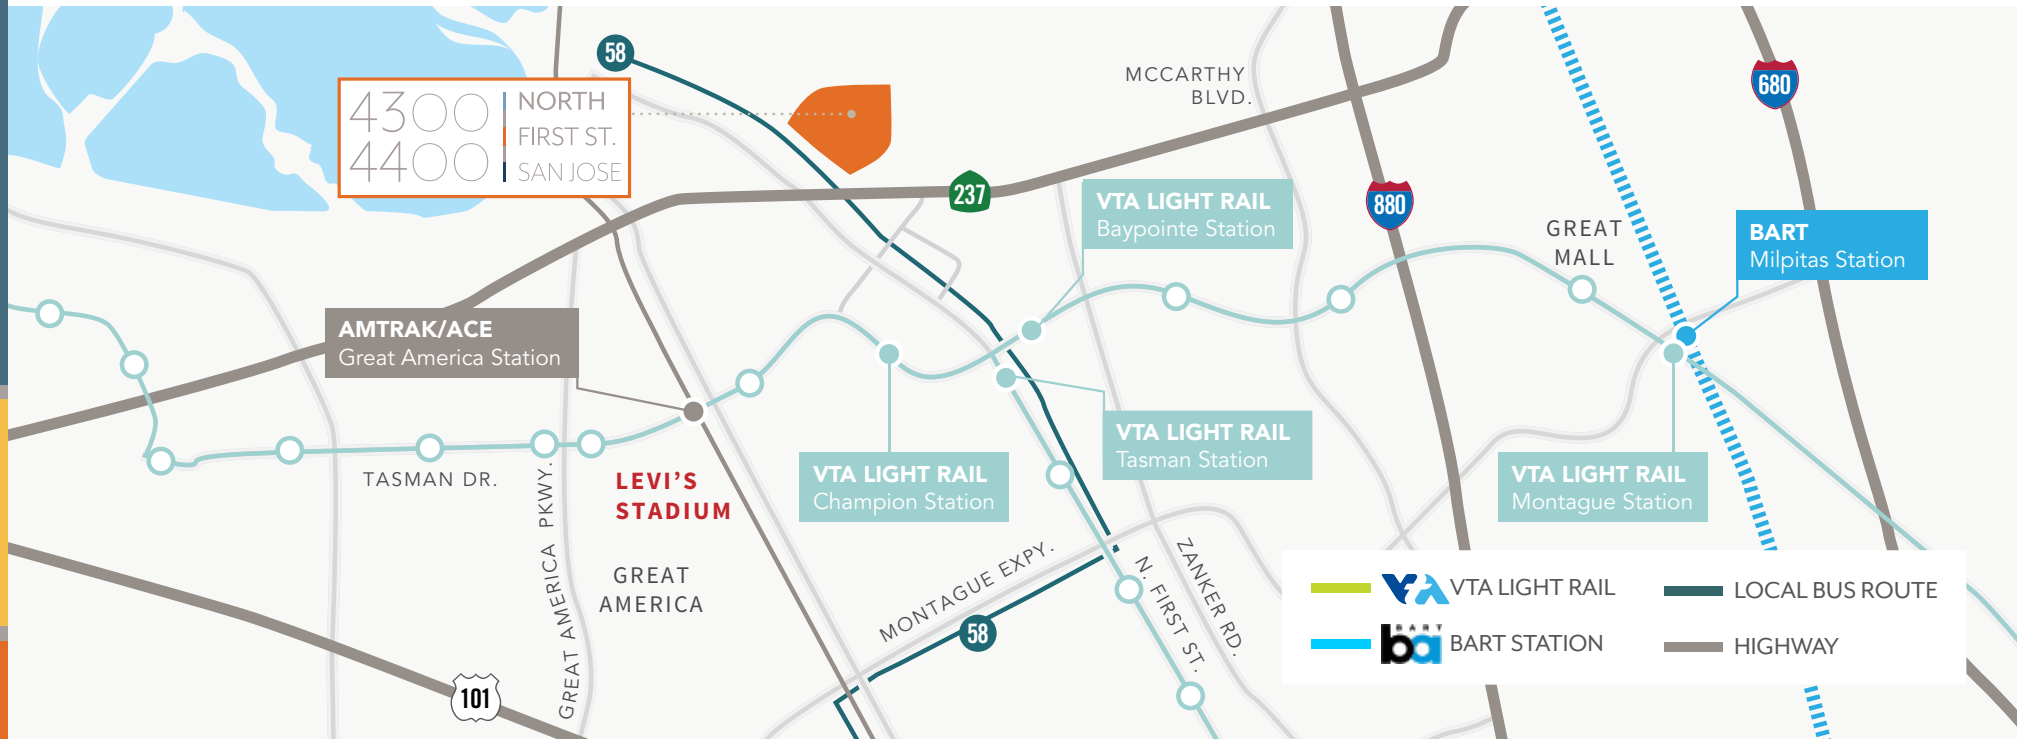 58
MCCARTHY
BLVD.
680
4300
4400
NORTH
FIRST ST.
SAN JOSE
237
880
VTA LIGHT RAIL
Baypointe Station
GREAT
MALL
BART
Milpitas Station
AMTRAK/ACE
Great America Station
VTA LIGHT RAIL
Tasman Station
VTA LIGHT RAIL
Champion Station
VTA LIGHT RAIL
Montague Station
TASMAN DR.
GREAT AMERICA PKWY.
LEVI'S
STADIUM
GREAT
AMERICA
MONTAGUE EXPY.
58
N. FIRST ST.
ZANKER RD.
101
VTA
VTA LIGHT RAIL
LOCAL BUS ROUTE
BART
ba
BART STATION
HIGHWAY